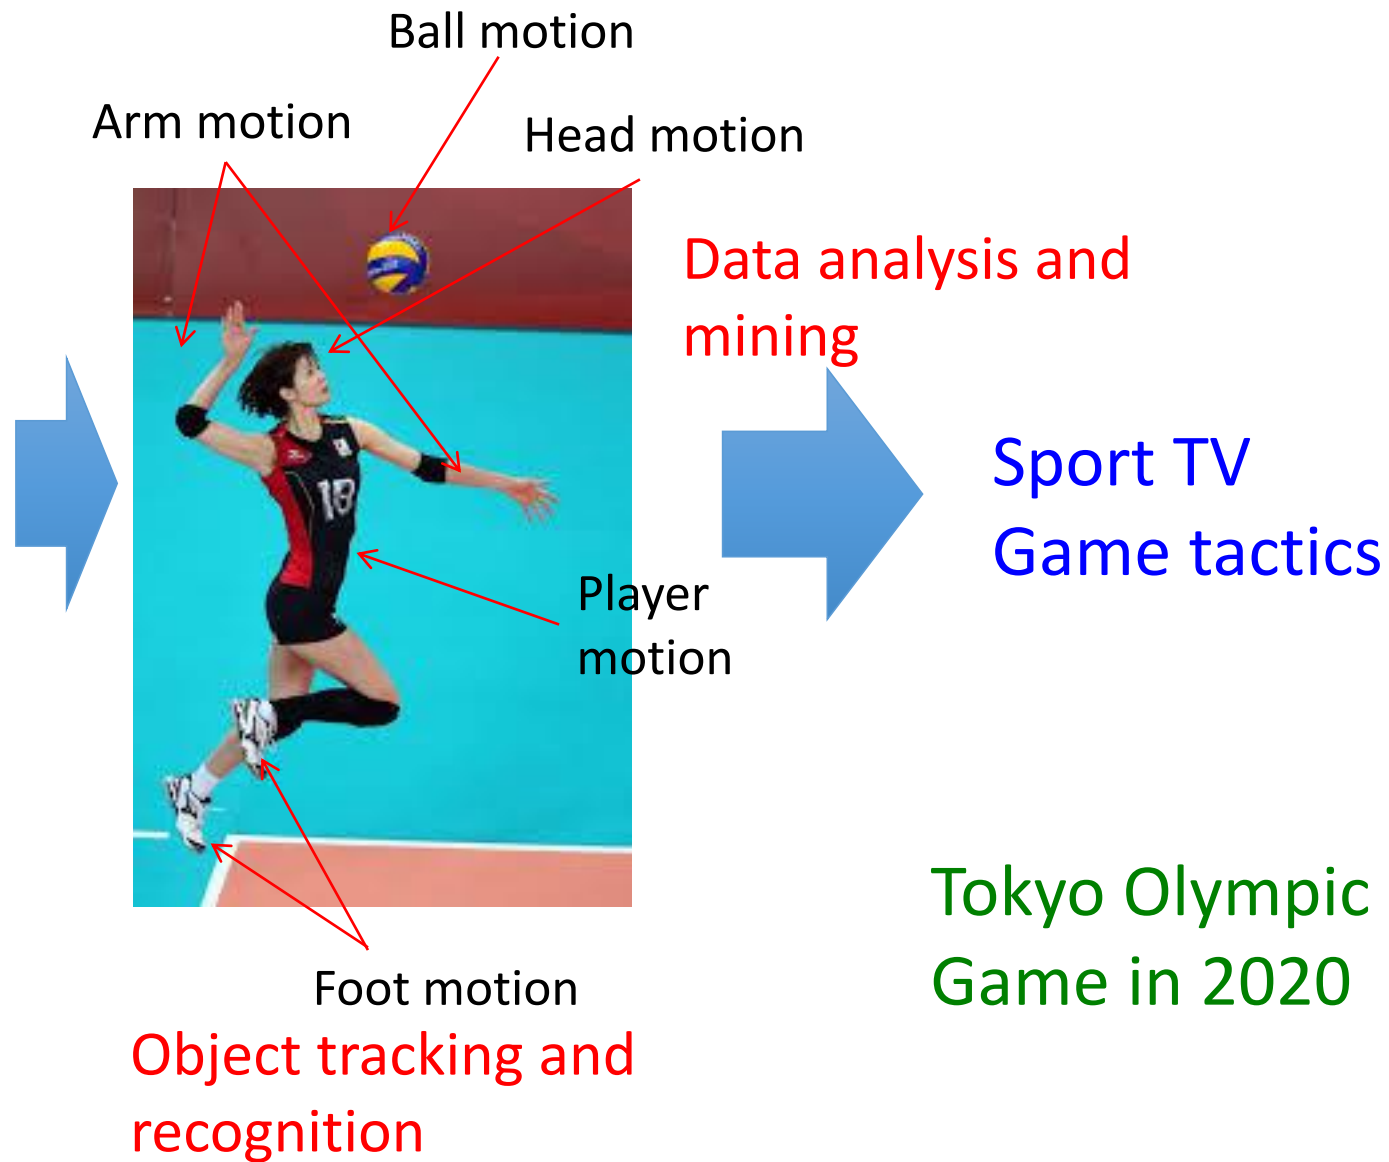 Ball motion
Arm motion
Head motion
Data analysis and
mining
Sport TV
Game tactics
18
Player
motion
Tokyo Olympic
Game in 2020
Foot motion
Object tracking and
recognition